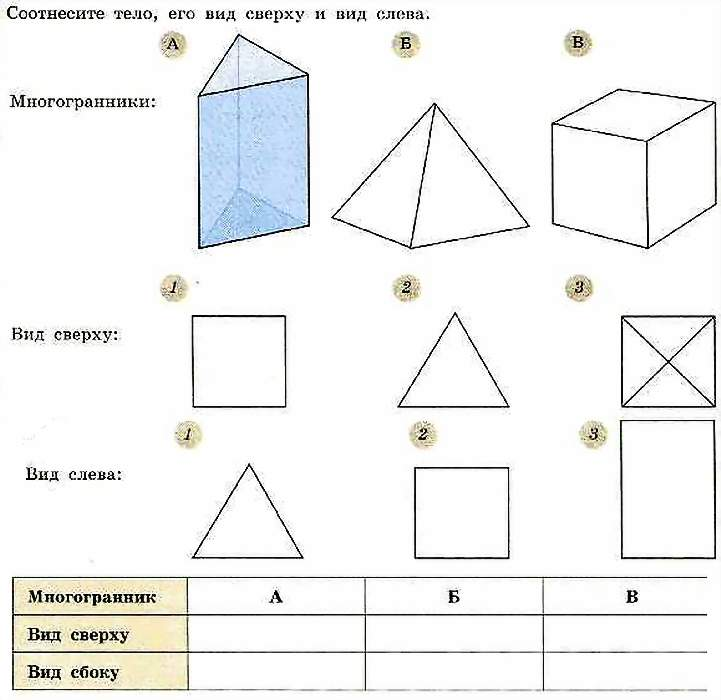 Соотнесите тело, его вид сверху и вид слева.
А Б В
Многогранники:
1 2 3
Вид сверху:
1 2 3
Вид слева:
Многогранник А Б В
Вид сверху
Вид сбоку